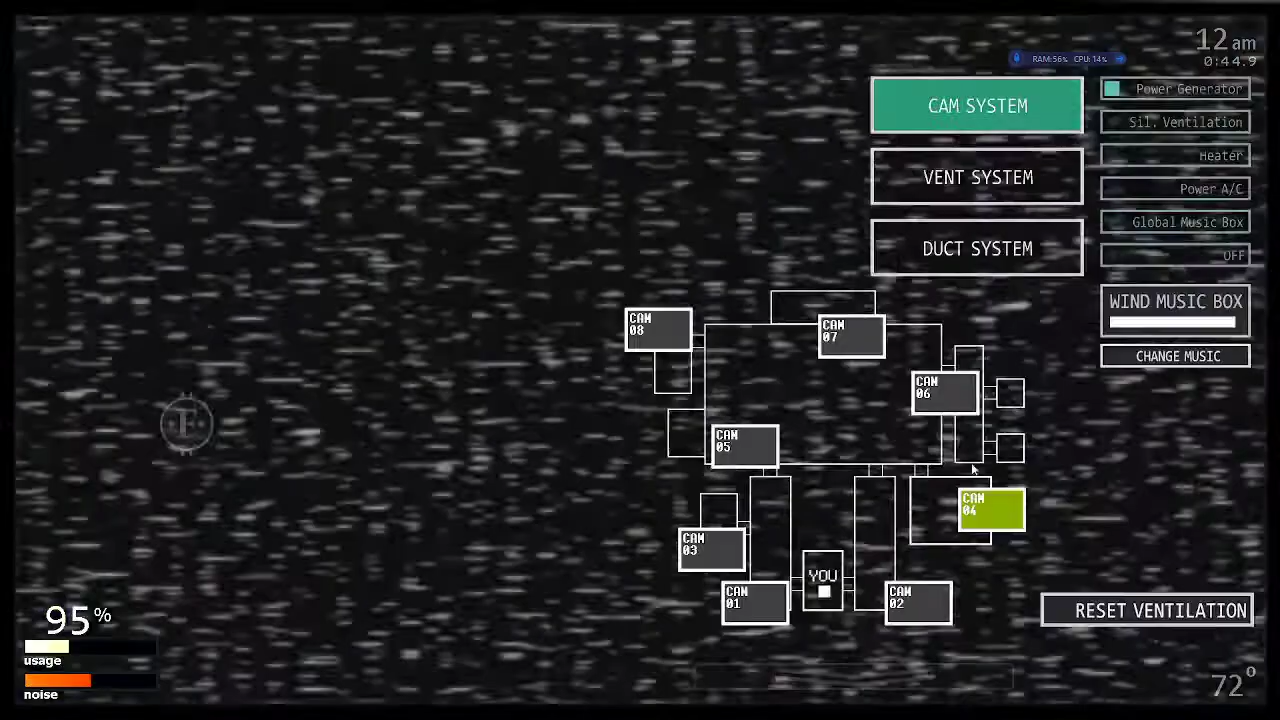 12 am
0:44.9
RAM:56% CPU:14%
CAM SYSTEM
Power Generator
Sil. Ventilation
Heater
VENT SYSTEM
Power A/C
Global Music Box
DUCT SYSTEM
OFF
WIND MUSIC BOX
CHANGE MUSIC
CAM
08
CAM
07
CAM
06
CAM
05
CAM
04
CAM
03
YOU
CAM
01
CAM
02
RESET VENTILATION
95%
usage
noise
72°